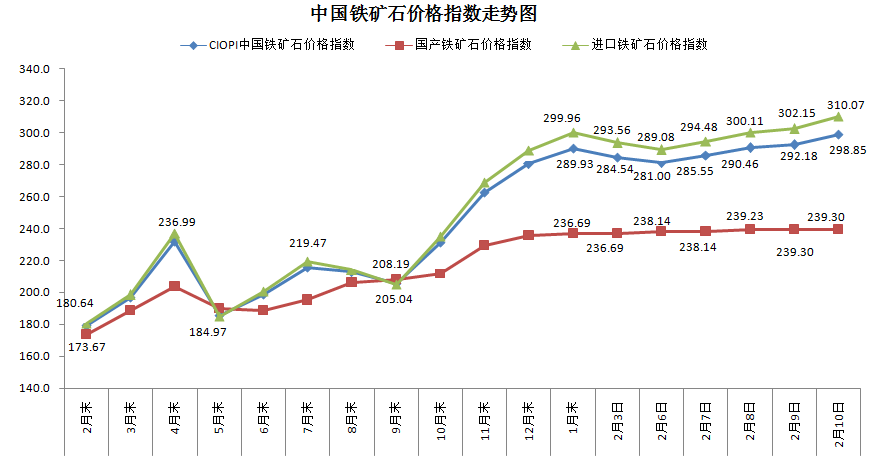 中国铁矿石价格指数走势图
CIOPI中国铁矿石价格指数 国产铁矿石价格指数 进口铁矿石价格指数
340.0
320.0
300.0
280.0
260.0
240.0
220.0
200.0
180.0
160.0
140.0
180.64
173.67
236.99
184.97
219.47
208.19
205.04
299.96
289.93
236.69
293.56
284.54
236.69
289.08
281.00
238.14
294.48
285.55
238.14
300.11
290.46
239.23
302.15
292.18
239.30
310.07
298.85
239.30
2月末
3月末
4月末
5月末
6月末
7月末
8月末
9月末
10月末
11月末
12月末
1月末
2月3日
2月6日
2月7日
2月8日
2月9日
2月10日